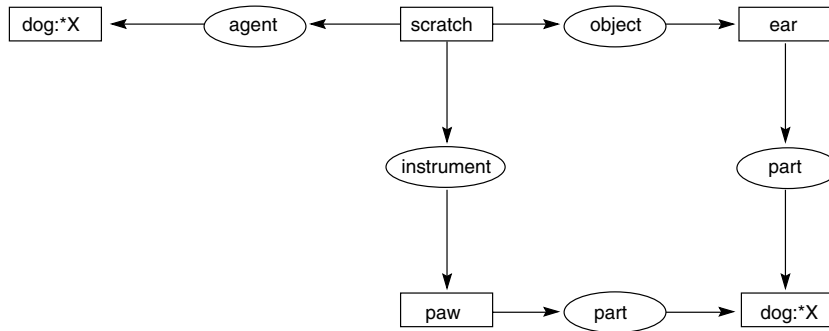 dog:*X agent scratch object ear
instrument part
paw part dog:*X